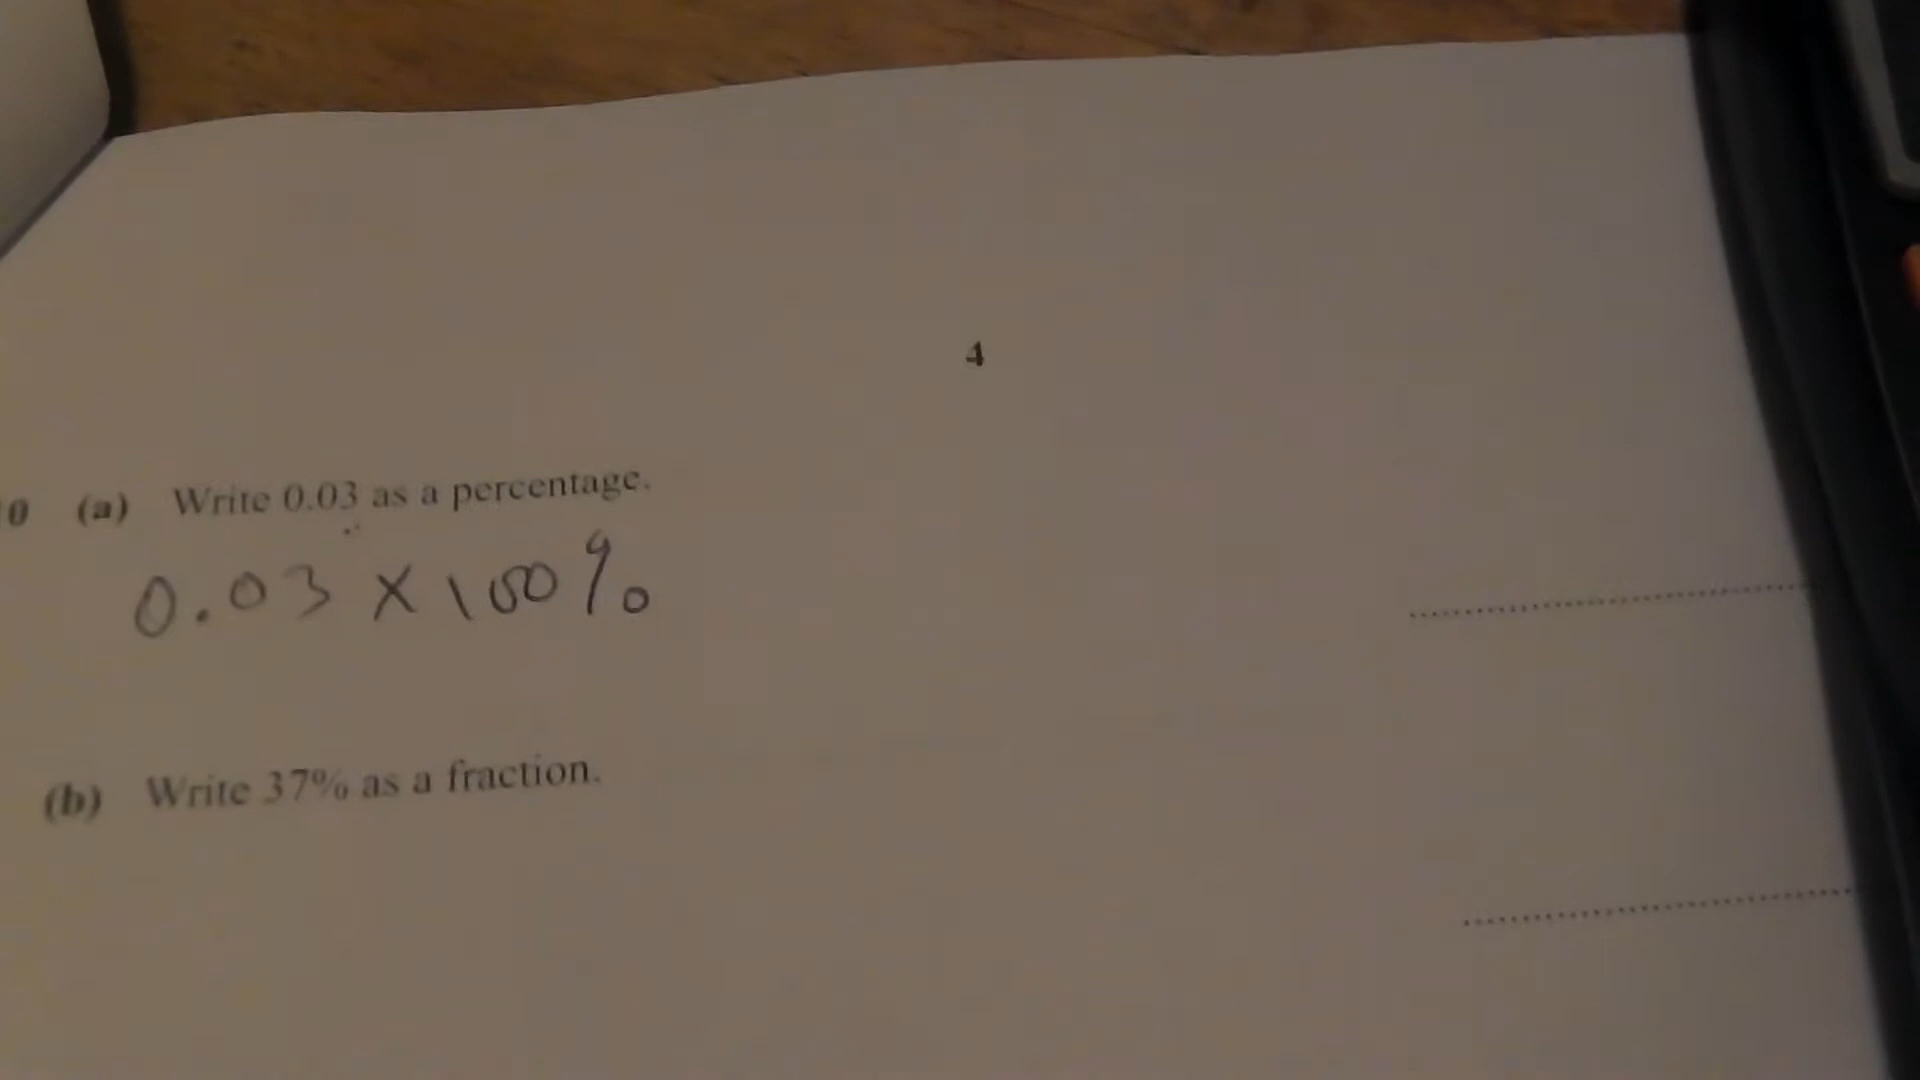 4
0 (a) Write 0.03 as a percentage.
0.03 × 100%
(b) Write 37% as a fraction.